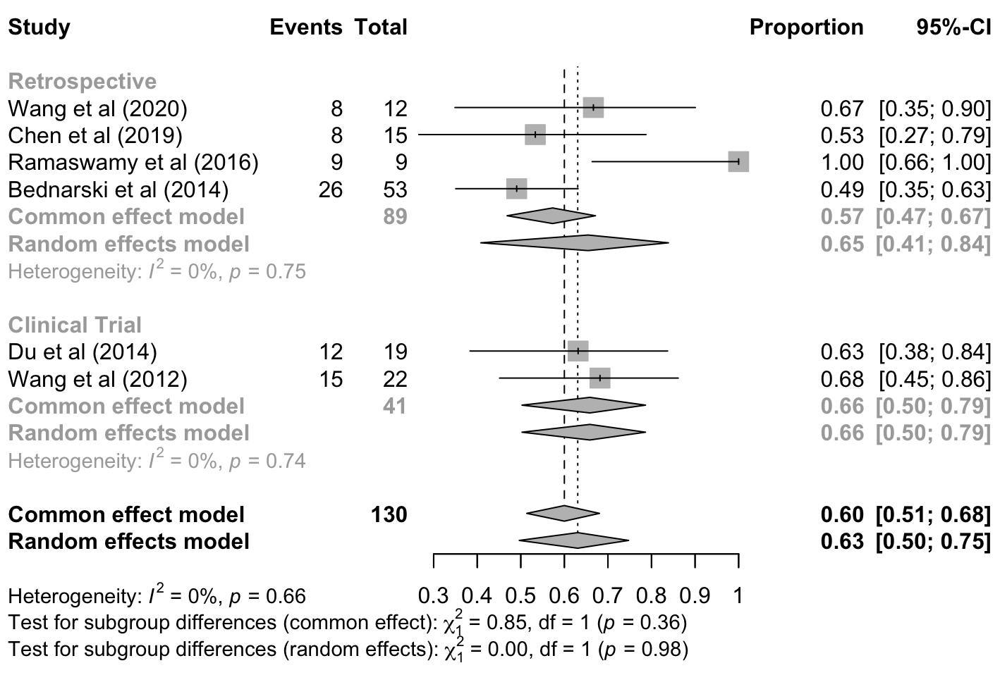 Study Events Total Proportion 95%-CI
Retrospective
Wang et al (2020) 8 12 0.67 [0.35; 0.90]
Chen et al (2019) 8 15 0.53 [0.27; 0.79]
Ramaswamy et al (2016) 9 9 1.00 [0.66; 1.00]
Bednarski et al (2014) 26 53 0.49 [0.35; 0.63]
Common effect model 89 0.57 [0.47; 0.67]
Random effects model 0.65 [0.41; 0.84]
Heterogeneity: I² = 0%, p = 0.75
Clinical Trial
Du et al (2014) 12 19 0.63 [0.38; 0.84]
Wang et al (2012) 15 22 0.68 [0.45; 0.86]
Common effect model 41 0.66 [0.50; 0.79]
Random effects model 0.66 [0.50; 0.79]
Heterogeneity: I² = 0%, p = 0.74
Common effect model 130 0.60 [0.51; 0.68]
Random effects model 0.63 [0.50; 0.75]
Heterogeneity: I² = 0%, p = 0.66 0.3 0.4 0.5 0.6 0.7 0.8 0.9 1
Test for subgroup differences (common effect): χ²₁ = 0.85, df = 1 (p = 0.36)
Test for subgroup differences (random effects): χ²₁ = 0.00, df = 1 (p = 0.98)